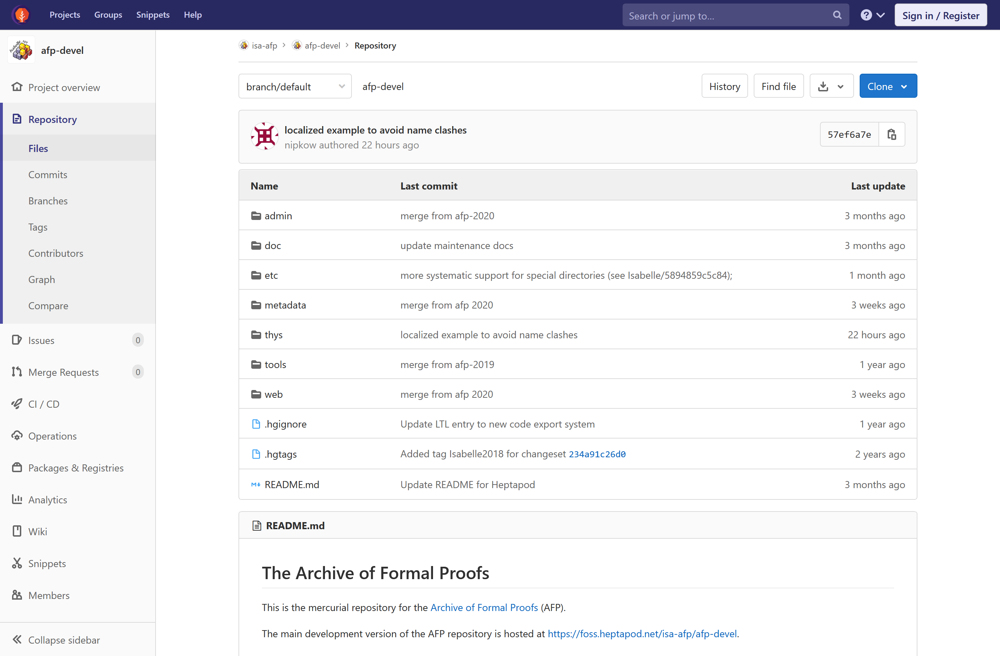 Projects Groups Snippets Help Search or jump to... Sign in / Register
Isabelle AFP
afp-devel
Project overview
Repository
Files
Commits
Branches
Tags
Contributors
Graph
Compare
Issues 0
Merge Requests 0
CI / CD
Operations
Packages & Registries
Analytics
Wiki
Snippets
Members
Collapse sidebar
isa-afp > afp-devel > Repository
branch/default afp-devel History Find file Clone
localized example to avoid name clashes
nipkow authored 22 hours ago
57ef6a7e
Name Last commit Last update
admin merge from afp-2020 3 months ago
doc update maintenance docs 3 months ago
etc more systematic support for special directories (see Isabelle/5894859c5c84); 1 month ago
metadata merge from afp 2020 3 weeks ago
thys localized example to avoid name clashes 22 hours ago
tools merge from afp-2019 1 year ago
web merge from afp 2020 3 weeks ago
.hgignore Update LTL entry to new code export system 1 year ago
.hgtags Added tag Isabelle2018 for changeset 234a91c26d0 2 years ago
README.md Update README for Heptapod 3 months ago
README.md
The Archive of Formal Proofs
This is the mercurial repository for the Archive of Formal Proofs (AFP).
The main development version of the AFP repository is hosted at https://foss.heptapod.net/isa-afp/afp-devel.